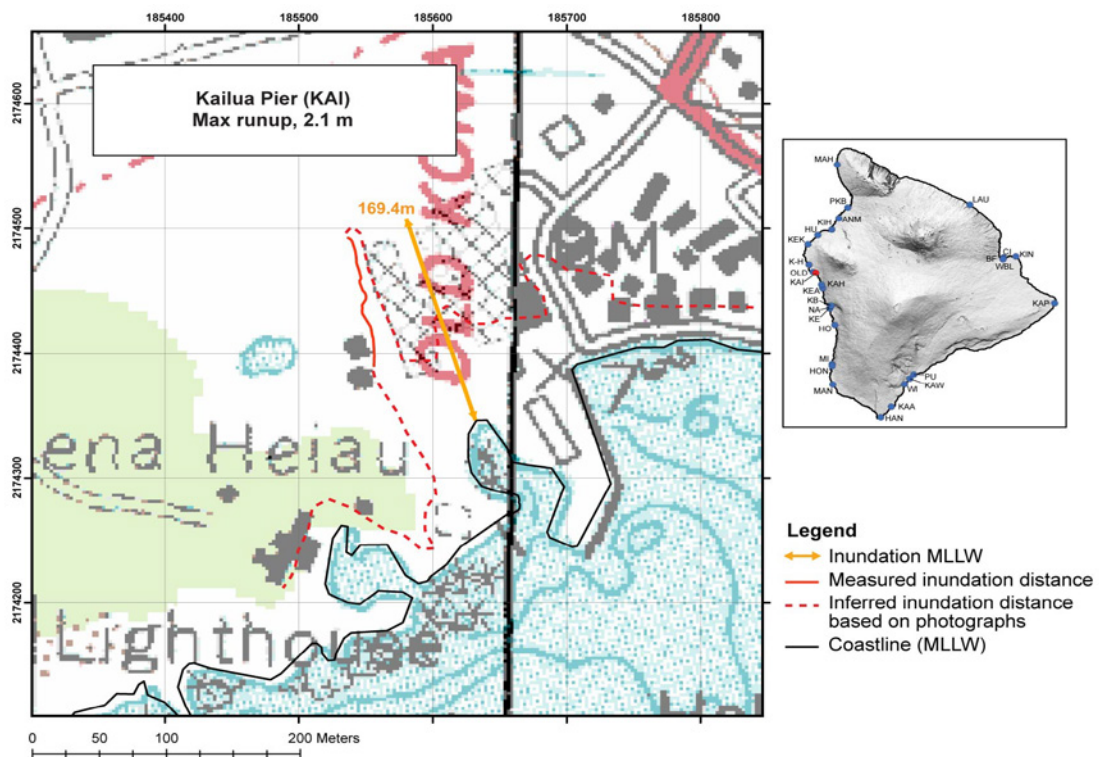 185400
185500
185600
185700
185800
2174600
2174500
2174400
2174300
2174200
Kailua Pier (KAI)
Max runup, 2.1 m
OLD KONA
169.4m
M
6
ena Heiau
Lighthouse
0 50 100 200 Meters
MAH
PKB
ANM
KIH
HU
KEK
K-H
OLD
KAI
KAH
KEA
KB
NA
KE
HO
MI
HON
MAN
LAU
CI
BF
KIN
WBL
KAP
PU
KAW
WI
KAA
HAN
Legend
Inundation MLLW
Measured inundation distance
Inferred inundation distance
based on photographs
Coastline (MLLW)